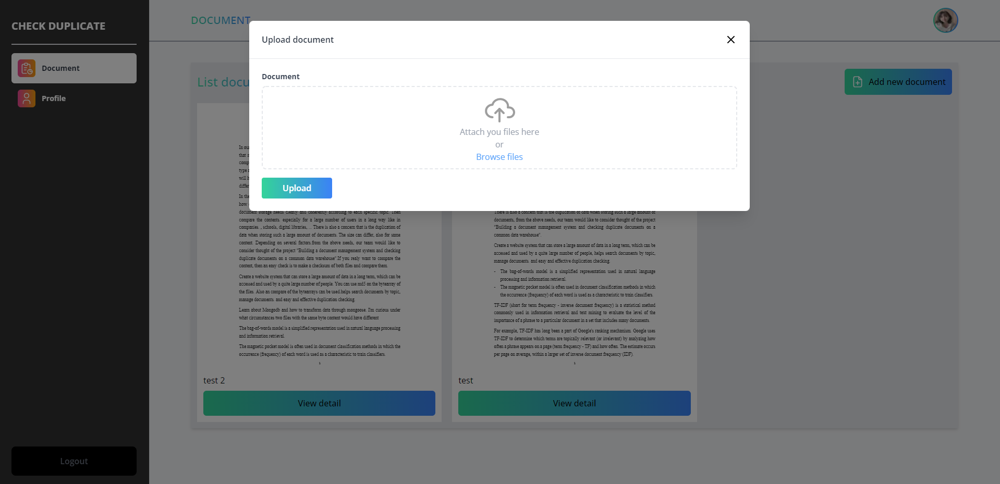 CHECK DUPLICATE
Document
Profile
Logout
DOCUMENT
List docu
Add new document
Upload document
Document
Attach you files here
or
Browse files
Upload
In our
that
comp
type
will h
differ
In the
how
document storage needs clearly and coherently according to each specific topic. Then
compare the contents. especially for a large number of users in a long way like in
companies. , schools, digital libraries, ... There is also a concern that is the duplication of
data when storing such a large amount of documents. The size can differ, also for same
content. Depending on several factors.from the above needs, our team would like to
consider thought of the project "Building a document management system and checking
duplicate documents on a common data warehouse".If you realy want to compare the
content, then an easy check is to make a checksum of both files and compare them.
Create a website system that can store a large amount of data in a long term, which can be
accessed and used by a quite large number of people. You can use md5 on the bytearray of
the files. Also an compare of the bytearrays can be used.helps search documents by topic,
manage documents. and easy and effective duplication checking.
Learn about Mongodb and how to transform data through mongoose. I'm curious under
what circumstances two files with the same byte content would have different
The bag-of-words model is a simplified representation used in natural language processing
and information retrieval.
The magnetic pocket model is often used in document classification methods in which the
occurrence (frequency) of each word is used as a characteristic to train classifiers.
1
test 2
View detail
There is also a concern that is the duplication of data when storing such a large amount of
documents, from the above needs, our team would like to consider thought of the project
"Building a document management system and checking duplicate documents on a
common data warehouse".
Create a website system that can store a large amount of data in a long term, which can be
accessed and used by a quite large number of people, helps search documents by topic,
manage documents. and easy and effective duplication checking.
- The bag-of-words model is a simplified representation used in natural language
processing and information retrieval.
- The magnetic pocket model is often used in document classification methods in which
the occurrence (frequency) of each word is used as a characteristic to train classifiers.
TF-IDF (short for term frequency - inverse document frequency) is a statistical method
commonly used in information retrieval and text mining to evaluate the level of the
importance of a phrase to a particular document in a set that includes many documents.
For example, TF-IDF has long been a part of Google's ranking mechanism. Google uses
TF-IDF to determine which terms are topically relevant (or irrelevant) by analyzing how
often a phrase appears on a page (term frequency - TF) and how often. The estimate occurs
per page on average, within a larger set of inverse document frequency (IDF).
1
test
View detail